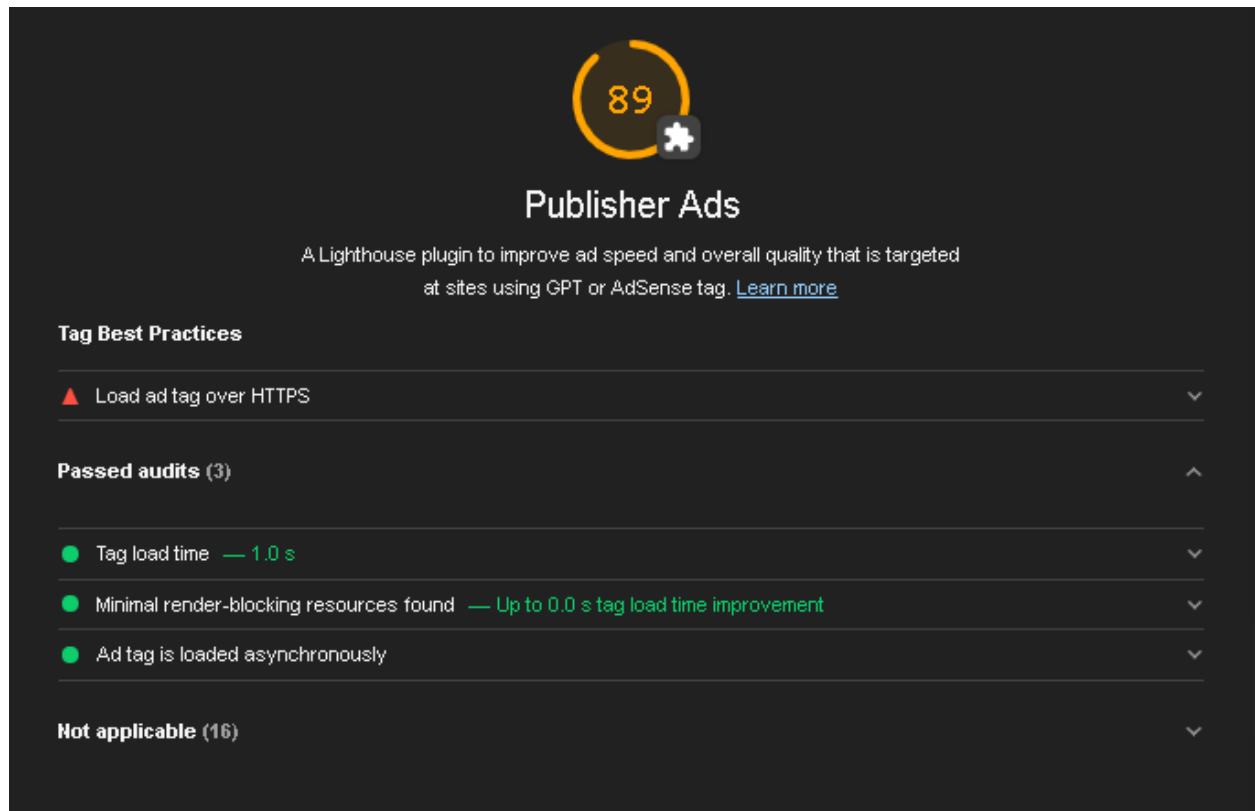 89
Publisher Ads
A Lighthouse plugin to improve ad speed and overall quality that is targeted
at sites using GPT or AdSense tag. Learn more
Tag Best Practices
Load ad tag over HTTPS
Passed audits (3)
Tag load time — 1.0 s
Minimal render-blocking resources found — Up to 0.0 s tag load time improvement
Ad tag is loaded asynchronously
Not applicable (16)